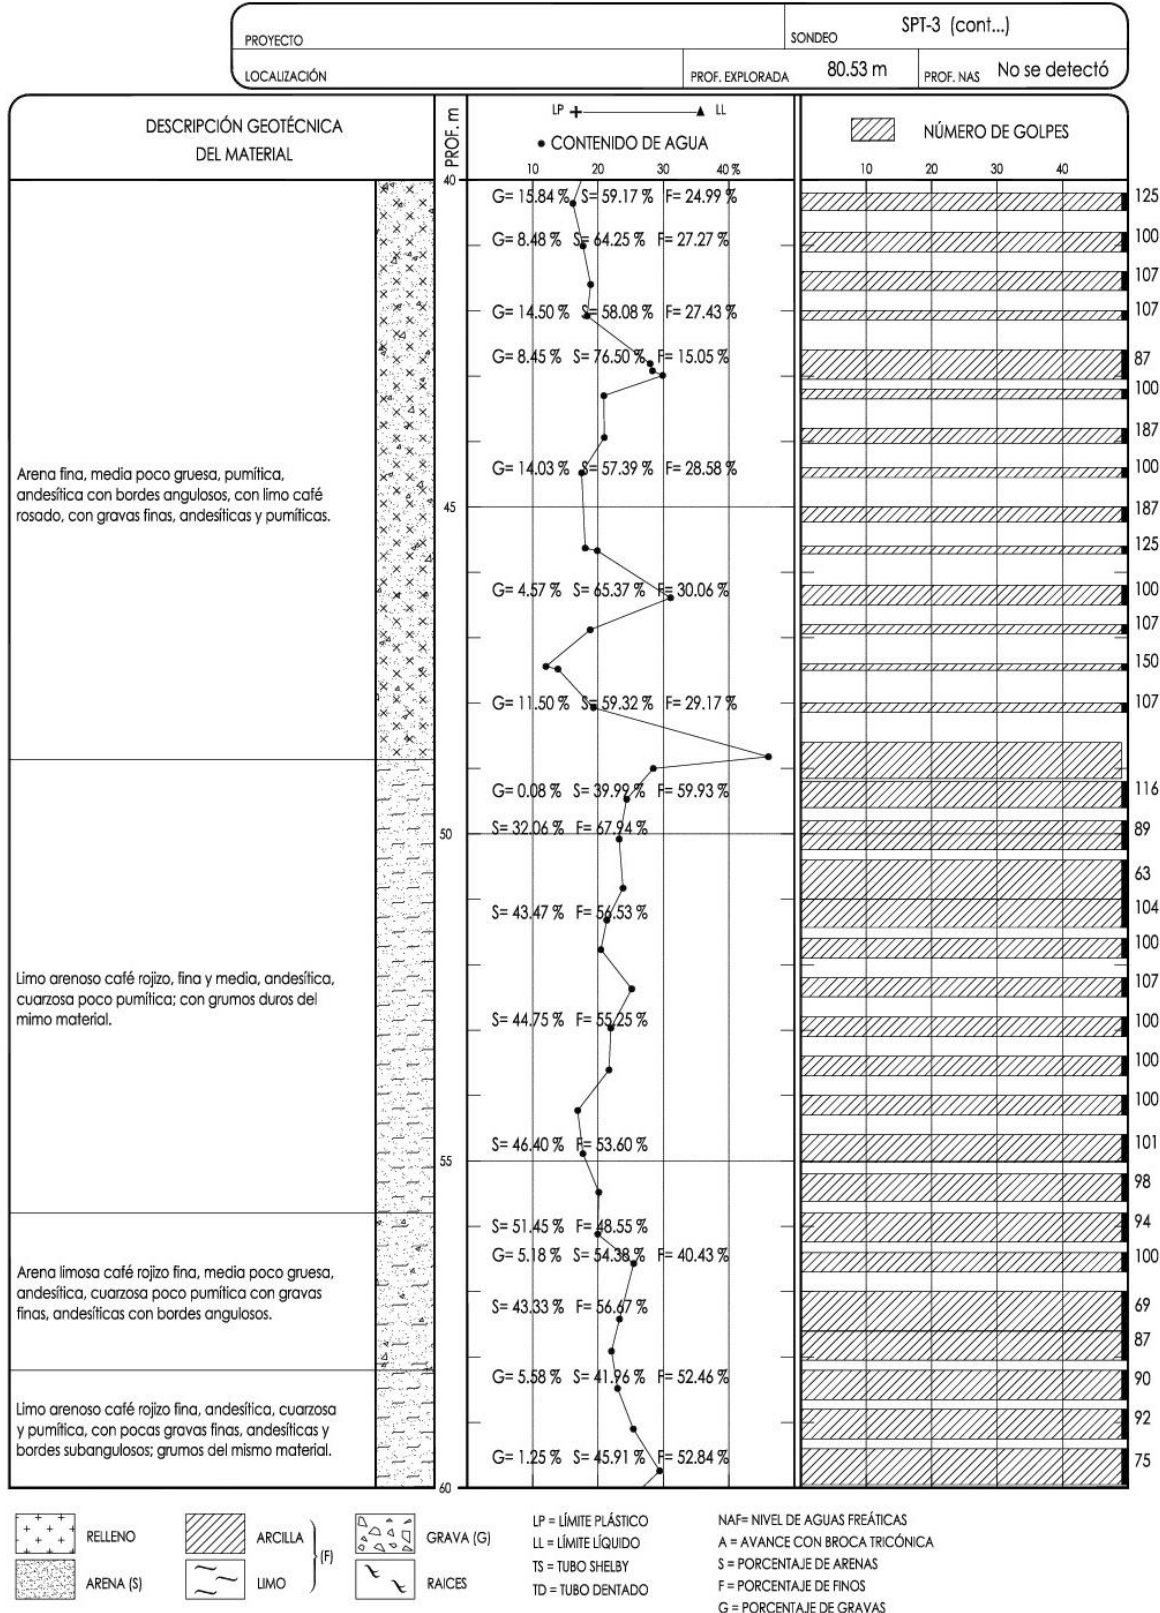 PROYECTO
SONDEO SPT-3 (cont...)
LOCALIZACIÓN
PROF. EXPLORADA 80.53 m
PROF. NAS No se detectó
DESCRIPCIÓN GEOTÉCNICA
DEL MATERIAL
PROF. m
LP LL
CONTENIDO DE AGUA
10 20 30 40 %
NÚMERO DE GOLPES
10 20 30 40
40
G= 15.84 % S= 59.17 % F= 24.99 %
125
G= 8.48 % S= 64.25 % F= 27.27 %
100
107
G= 14.50 % S= 58.08 % F= 27.43 %
107
G= 8.45 % S= 76.50 % F= 15.05 %
87
100
187
G= 14.03 % S= 57.39 % F= 28.58 %
100
Arena fina, media poco gruesa, pumítica,
andesítica con bordes angulosos, con limo café
rosado, con gravas finas, andesíticas y pumíticas.
45
187
125
G= 4.57 % S= 65.37 % F= 30.06 %
100
107
150
G= 11.50 % S= 59.32 % F= 29.17 %
107
G= 0.08 % S= 39.99 % F= 59.93 %
116
S= 32.06 % F= 67.94 %
50
89
63
S= 43.47 % F= 56.53 %
104
100
Limo arenoso café rojizo, fina y media, andesítica,
cuarzosa poco pumítica; con grumos duros del
mimo material.
107
S= 44.75 % F= 55.25 %
100
100
100
S= 46.40 % F= 53.60 %
101
55
98
S= 51.45 % F= 48.55 %
94
G= 5.18 % S= 54.38 % F= 40.43 %
100
Arena limosa café rojizo fina, media poco gruesa,
andesítica, cuarzosa poco pumítica con gravas
finas, andesíticas con bordes angulosos.
S= 43.33 % F= 56.67 %
69
87
G= 5.58 % S= 41.96 % F= 52.46 %
90
Limo arenoso café rojizo fina, andesítica, cuarzosa
y pumítica, con pocas gravas finas, andesíticas y
bordes subangulosos; grumos del mismo material.
92
G= 1.25 % S= 45.91 % F= 52.84 %
75
60
RELLENO
ARENA (S)
ARCILLA
LIMO
(F)
GRAVA (G)
RAICES
LP = LÍMITE PLÁSTICO
LL = LÍMITE LÍQUIDO
TS = TUBO SHELBY
TD = TUBO DENTADO
NAF= NIVEL DE AGUAS FREÁTICAS
A = AVANCE CON BROCA TRICÓNICA
S = PORCENTAJE DE ARENAS
F = PORCENTAJE DE FINOS
G = PORCENTAJE DE GRAVAS